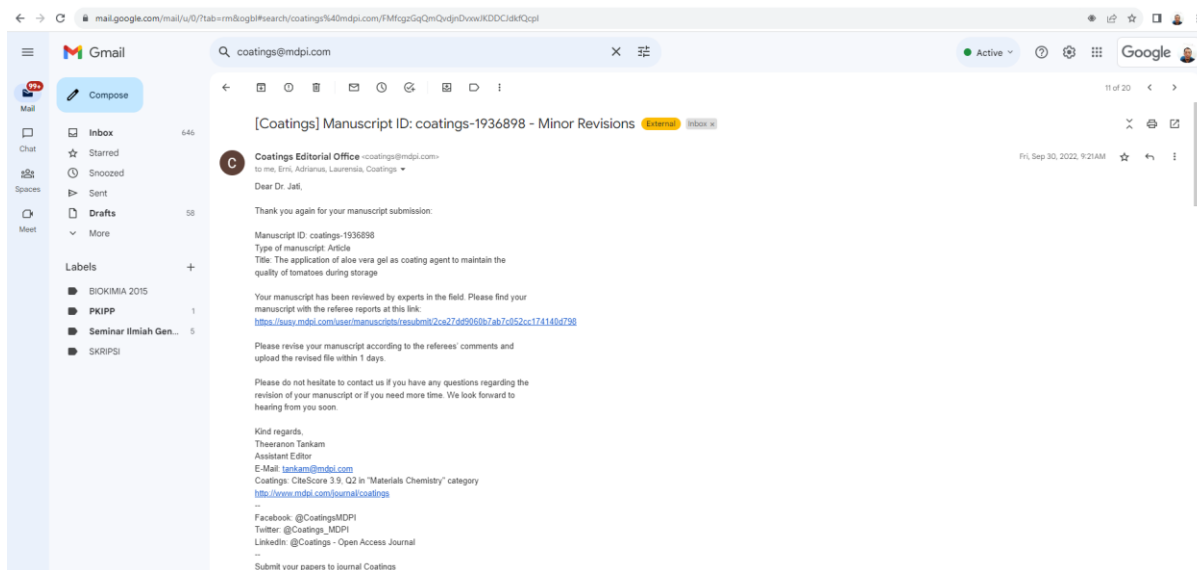 mail.google.com/mail/u/0/?tab=rm&ogbl#search/coatings%40mdpi.com/FMfcgzGqQmQvdjnDvxwJKDDCJdkfQcpl
Gmail
coatings@mdpi.com
Active
Google
99+
Mail
Chat
Spaces
Meet
Compose
Inbox 646
Starred
Snoozed
Sent
Drafts 58
More
Labels +
BIOKIMIA 2015
PKIPP 1
Seminar Ilmiah Gen... 5
SKRIPSI
11 of 20
[Coatings] Manuscript ID: coatings-1936898 - Minor Revisions External Inbox x
C
Coatings Editorial Office <coatings@mdpi.com> Fri, Sep 30, 2022, 9:21 AM
to me, Erni, Adrianus, Laurensia, Coatings
Dear Dr. Jati,
Thank you again for your manuscript submission:
Manuscript ID: coatings-1936898
Type of manuscript: Article
Title: The application of aloe vera gel as coating agent to maintain the
quality of tomatoes during storage
Your manuscript has been reviewed by experts in the field. Please find your
manuscript with the referee reports at this link:
https://susy.mdpi.com/user/manuscripts/resubmit/2ce27dd9060b7ab7c052cc174140d798
Please revise your manuscript according to the referees' comments and
upload the revised file within 1 days.
Please do not hesitate to contact us if you have any questions regarding the
revision of your manuscript or if you need more time. We look forward to
hearing from you soon.
Kind regards,
Theeranon Tankam
Assistant Editor
E-Mail: tankam@mdpi.com
Coatings: CiteScore 3.9, Q2 in "Materials Chemistry" category
http://www.mdpi.com/journal/coatings
--
Facebook: @CoatingsMDPI
Twitter: @Coatings_MDPI
LinkedIn: @Coatings - Open Access Journal
--
Submit your papers to journal Coatings